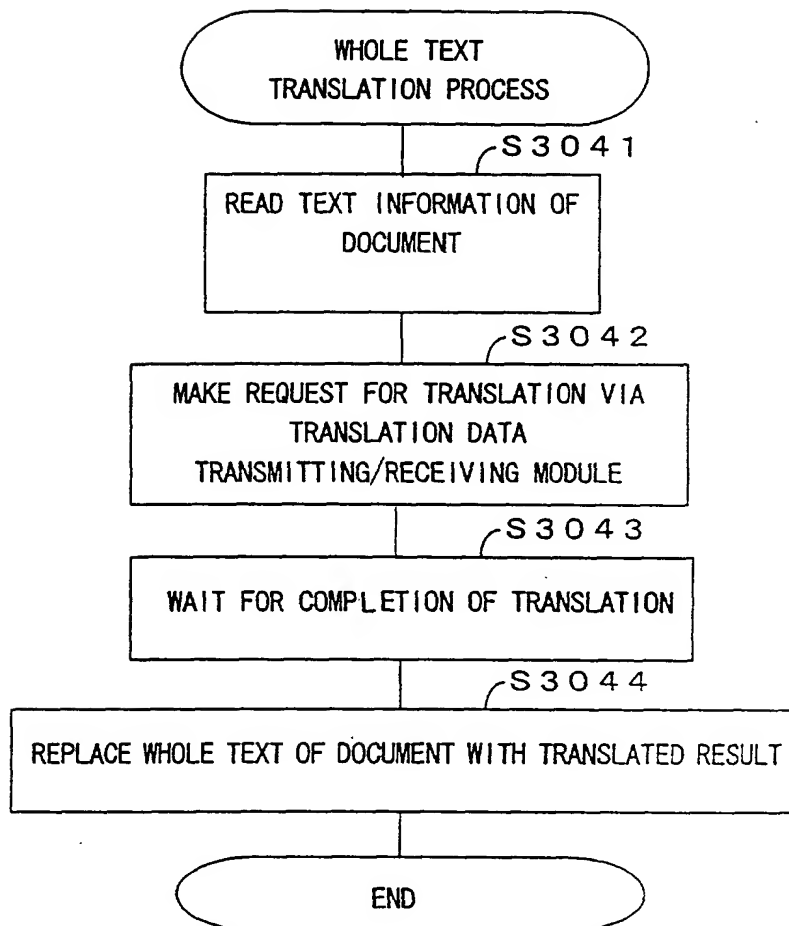 WHOLE TEXT
TRANSLATION PROCESS
S3041
READ TEXT INFORMATION OF
DOCUMENT
S3042
MAKE REQUEST FOR TRANSLATION VIA
TRANSLATION DATA
TRANSMITTING/RECEIVING MODULE
S3043
WAIT FOR COMPLETION OF TRANSLATION
S3044
REPLACE WHOLE TEXT OF DOCUMENT WITH TRANSLATED RESULT
END